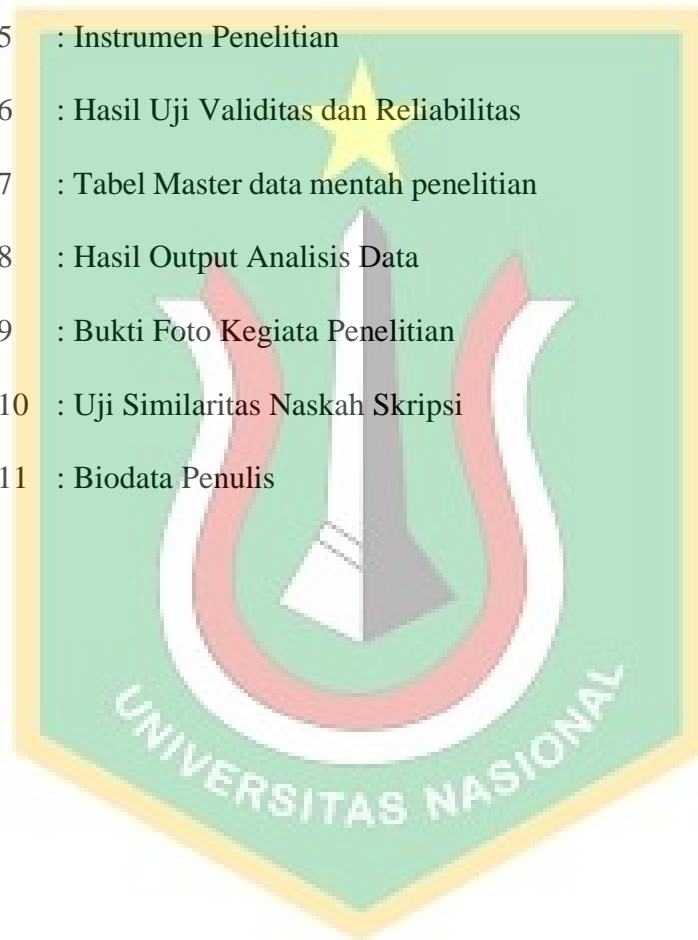 5 : Instrumen Penelitian
6 : Hasil Uji Validitas dan Reliabilitas
7 : Tabel Master data mentah penelitian
8 : Hasil Output Analisis Data
9 : Bukti Foto Kegiata Penelitian
10 : Uji Similaritas Naskah Skripsi
11 : Biodata Penulis
UNIVERSITAS NASIONAL